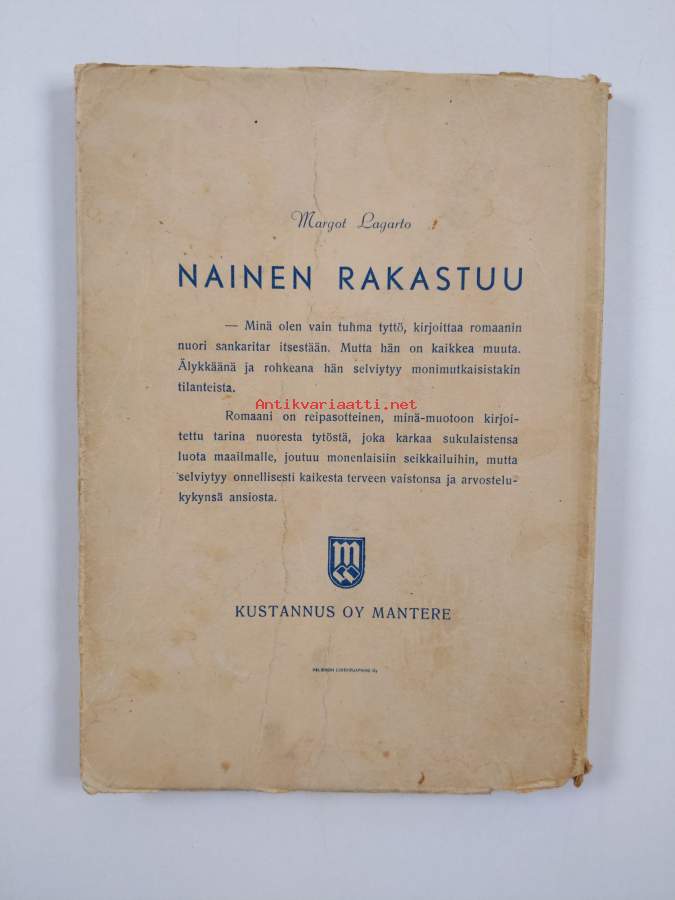 Margot Lagarto
NAINEN RAKASTUU
— Minä olen vain tuhma tyttö, kirjoittaa romaanin
nuori sankaritar itsestään. Mutta hän on kaikkea muuta.
Älykkäänä ja rohkeana hän selviytyy monimutkaisistakin
tilanteista.
Antikvariaatti.net
Romaani on reipasotteinen, minä-muotoon kirjoi-
tettu tarina nuoresta tytöstä, joka karkaa sukulaistensa
luota maailmalle, joutuu monenlaisiin seikkailuihin, mutta
selviytyy onnellisesti kaikesta terveen vaistonsa ja arvostelu-
kykynsä ansiosta.
KUSTANNUS OY MANTERE